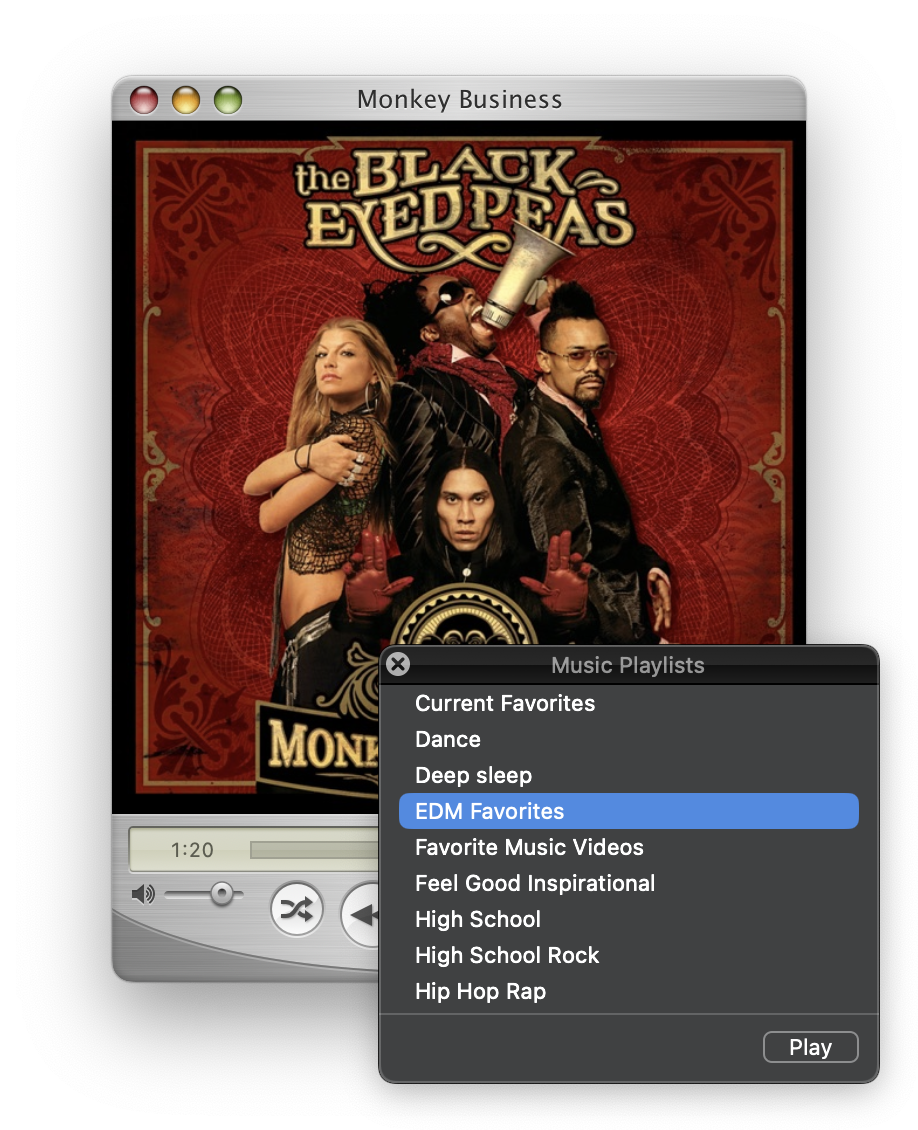 Monkey Business
the BLACK
EYED PEAS
1:20
Music Playlists
Current Favorites
Dance
Deep sleep
EDM Favorites
Favorite Music Videos
Feel Good Inspirational
High School
High School Rock
Hip Hop Rap
Play